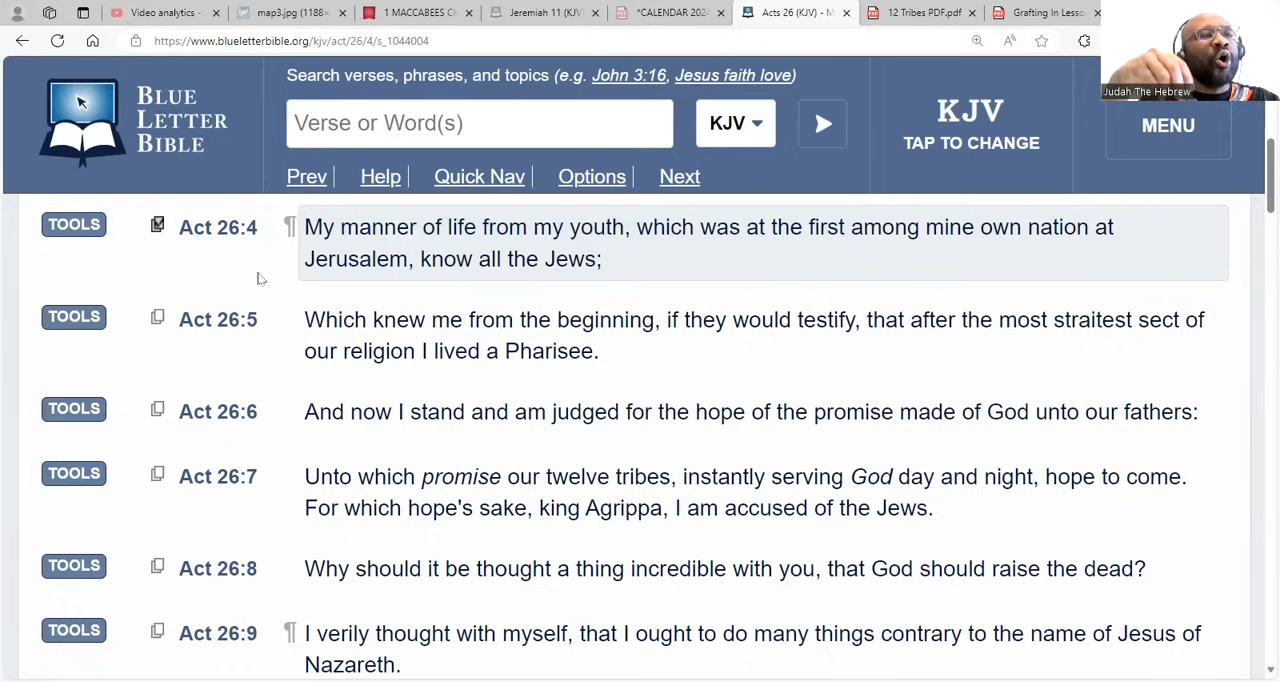 Video analytics -
map3.jpg (1188×
1 MACCABEES CH
Jeremiah 11 (KJV
*CALENDAR 2024
Acts 26 (KJV) - M
12 Tribes PDF.pdf
Grafting In Lesso
https://www.blueletterbible.org/kjv/act/26/4/s_1044004
Judah The Hebrew
BLUE
LETTER
BIBLE
Search verses, phrases, and topics (e.g. John 3:16, Jesus faith love)
Verse or Word(s)
KJV
KJV
TAP TO CHANGE
MENU
Prev Help Quick Nav Options Next
TOOLS Act 26:4 ¶ My manner of life from my youth, which was at the first among mine own nation at
Jerusalem, know all the Jews;
TOOLS Act 26:5 Which knew me from the beginning, if they would testify, that after the most straitest sect of
our religion I lived a Pharisee.
TOOLS Act 26:6 And now I stand and am judged for the hope of the promise made of God unto our fathers:
TOOLS Act 26:7 Unto which promise our twelve tribes, instantly serving God day and night, hope to come.
For which hope's sake, king Agrippa, I am accused of the Jews.
TOOLS Act 26:8 Why should it be thought a thing incredible with you, that God should raise the dead?
TOOLS Act 26:9 ¶ I verily thought with myself, that I ought to do many things contrary to the name of Jesus of
Nazareth.